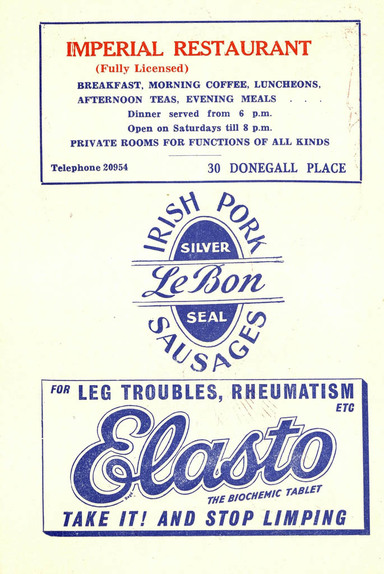 IMPERIAL RESTAURANT
(Fully Licensed)
BREAKFAST, MORNING COFFEE, LUNCHEONS,
AFTERNOON TEAS, EVENING MEALS . . .
Dinner served from 6 p.m.
Open on Saturdays till 8 p.m.
PRIVATE ROOMS FOR FUNCTIONS OF ALL KINDS
Telephone 20954 30 DONEGALL PLACE
IRISH PORK
SILVER
Le Bon
SEAL
SAUSAGES
FOR LEG TROUBLES, RHEUMATISM
ETC
Elasto
THE BIOCHEMIC TABLET
TAKE IT! AND STOP LIMPING